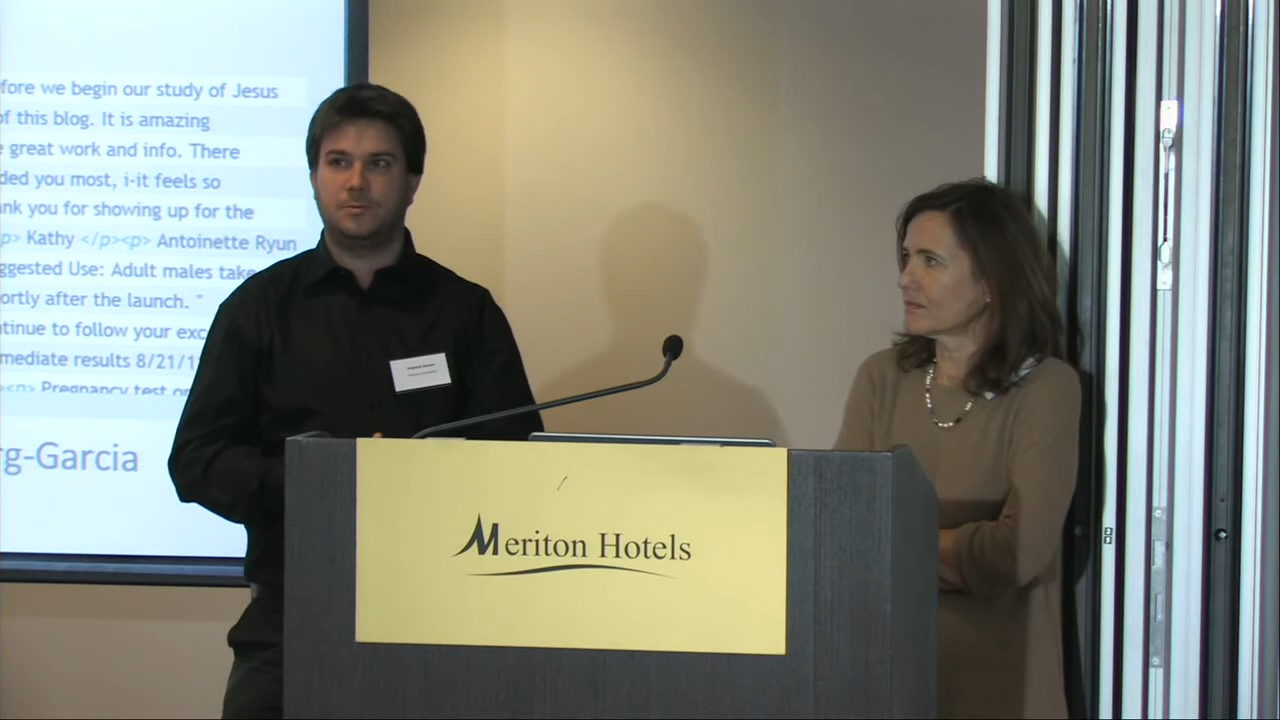 fore we begin our study of Jesus
of this blog. It is amazing
great work and info. There
ded you most, i-it feels so
nk you for showing up for the
p> Kathy </p><p> Antoinette Ryun
ggested Use: Adult males take
ortly after the launch. "
ntinue to follow your exc
mediate results 8/21/1
<p> Pregnancy test on
rg-Garcia
Meriton Hotels